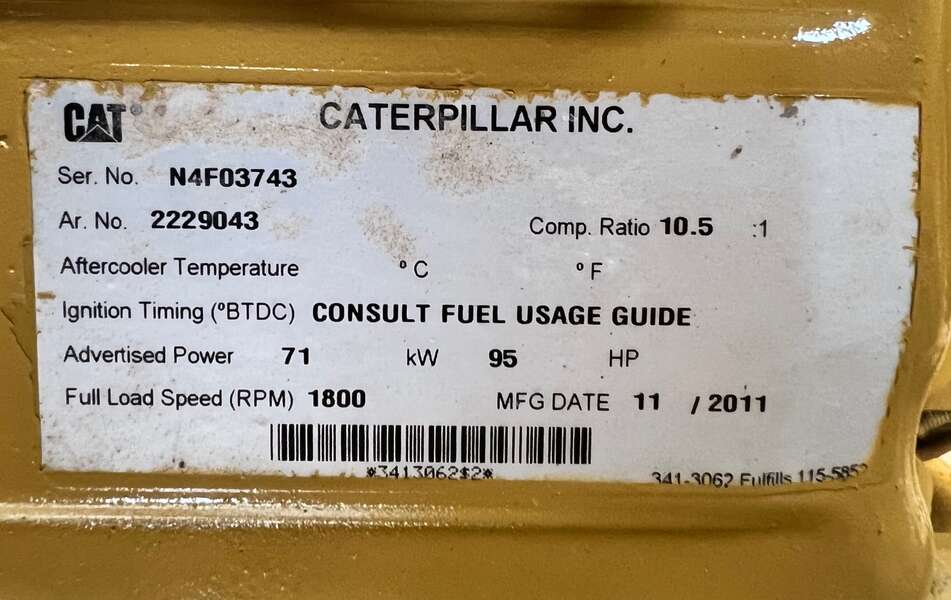 CAT® CATERPILLAR INC.
Ser. No. N4F03743
Ar. No. 2229043 Comp. Ratio 10.5 :1
Aftercooler Temperature º C º F
Ignition Timing (ºBTDC) CONSULT FUEL USAGE GUIDE
Advertised Power 71 kW 95 HP
Full Load Speed (RPM) 1800 MFG DATE 11 / 2011
*3413062$2*
341-3062 Fulfills 115-5852